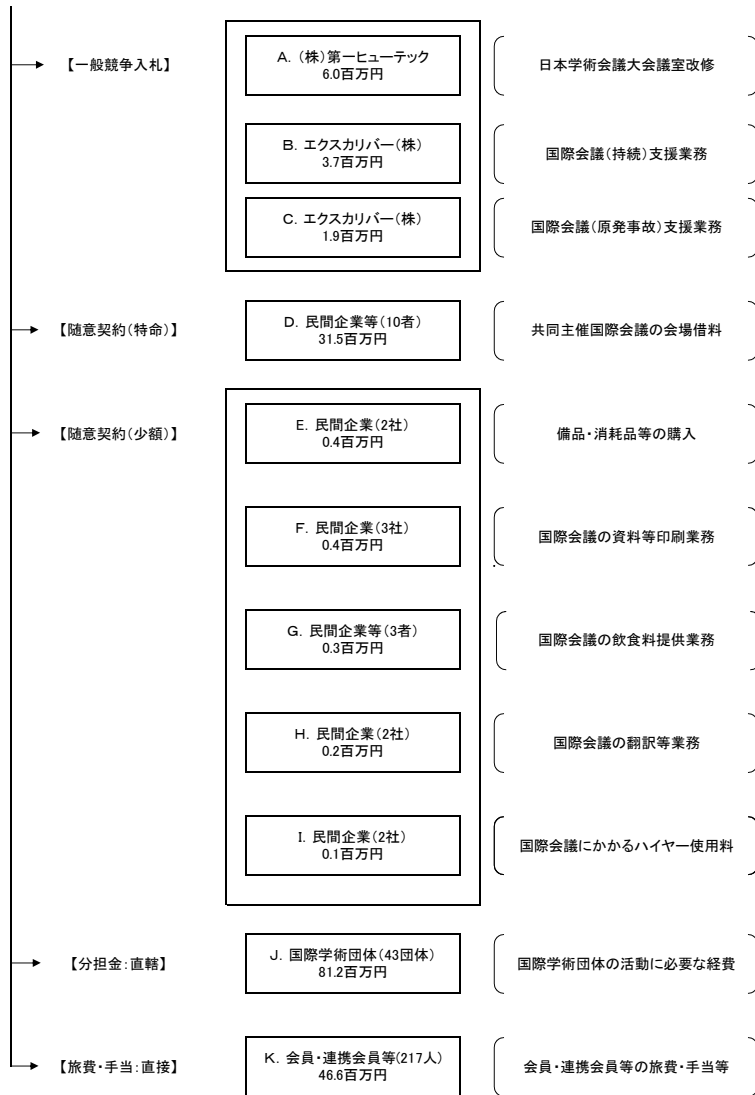 【一般競争入札】
A. (株)第一ヒューテック
6.0百万円
日本学術会議大会議室改修
B. エクスカリバー(株)
3.7百万円
国際会議(持続)支援業務
C. エクスカリバー(株)
1.9百万円
国際会議(原発事故)支援業務
【随意契約(特命)】
D. 民間企業等(10者)
31.5百万円
共同主催国際会議の会場借料
【随意契約(少額)】
E. 民間企業(2社)
0.4百万円
備品・消耗品等の購入
F. 民間企業(3社)
0.4百万円
国際会議の資料等印刷業務
G. 民間企業等(3者)
0.3百万円
国際会議の飲食料提供業務
H. 民間企業(2社)
0.2百万円
国際会議の翻訳等業務
I. 民間企業(2社)
0.1百万円
国際会議にかかるハイヤー使用料
【分担金:直轄】
J. 国際学術団体(43団体)
81.2百万円
国際学術団体の活動に必要な経費
【旅費・手当:直接】
K. 会員・連携会員等(217人)
46.6百万円
会員・連携会員等の旅費・手当等